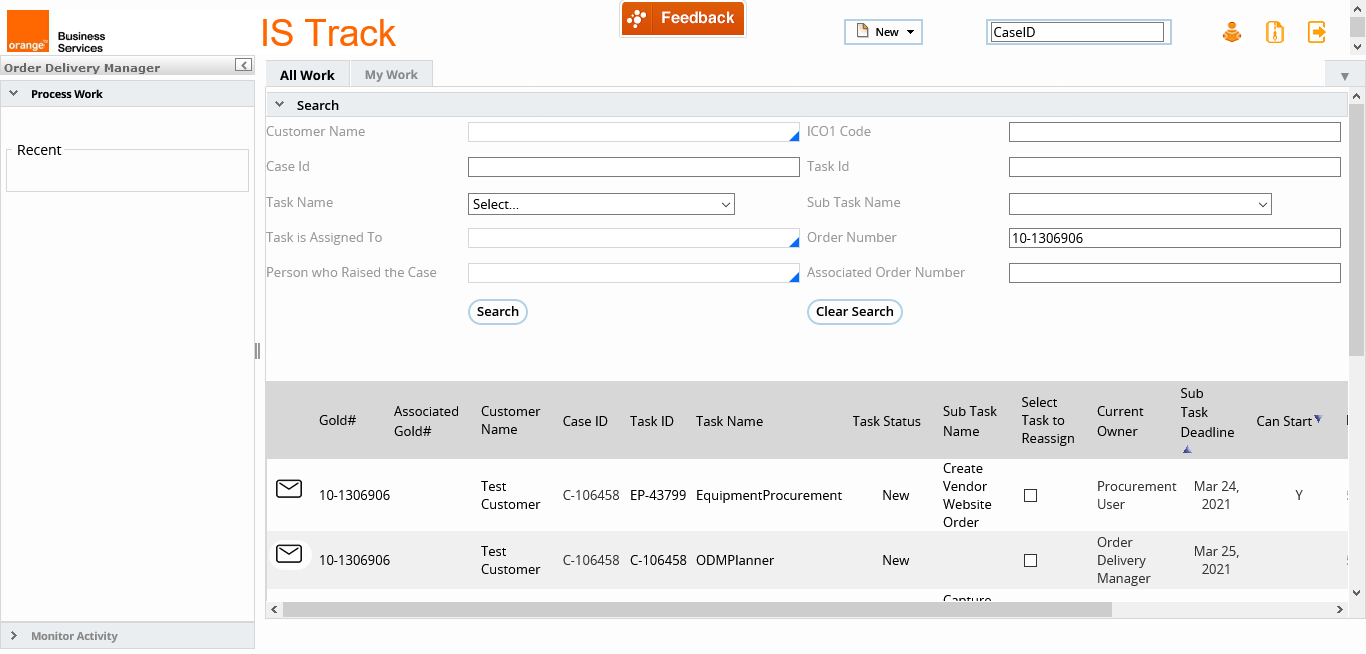 orange™
Business
Services
IS Track
Feedback
New
CaseID
Order Delivery Manager
Process Work
Recent
Monitor Activity
All Work
My Work
Search
Customer Name
ICO1 Code
Case Id
Task Id
Task Name
Select...
Sub Task Name
Task is Assigned To
Order Number
10-1306906
Person who Raised the Case
Associated Order Number
Search
Clear Search
Gold#
Associated
Gold#
Customer
Name
Case ID
Task ID
Task Name
Task Status
Sub Task
Name
Select
Task to
Reassign
Current
Owner
Sub
Task
Deadline
Can Start
10-1306906
Test
Customer
C-106458
EP-43799
EquipmentProcurement
New
Create
Vendor
Website
Order
Procurement
User
Mar 24,
2021
Y
10-1306906
Test
Customer
C-106458
C-106458
ODMPlanner
New
Order
Delivery
Manager
Mar 25,
2021
Capture